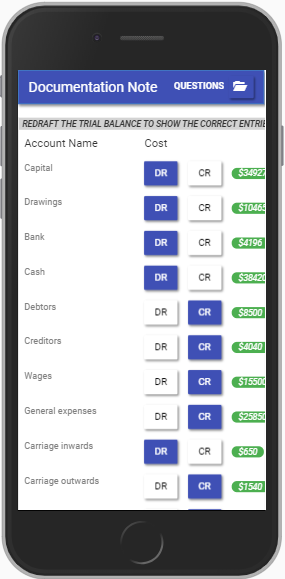 Documentation Note QUESTIONS
REDRAFT THE TRIAL BALANCE TO SHOW THE CORRECT ENTRIE
Account Name Cost
Capital DR CR $34927
Drawings DR CR $10465
Bank DR CR $4196
Cash DR CR $38420
Debtors DR CR $8500
Creditors DR CR $4040
Wages DR CR $15500
General expenses DR CR $25850
Carriage inwards DR CR $650
Carriage outwards DR CR $1540